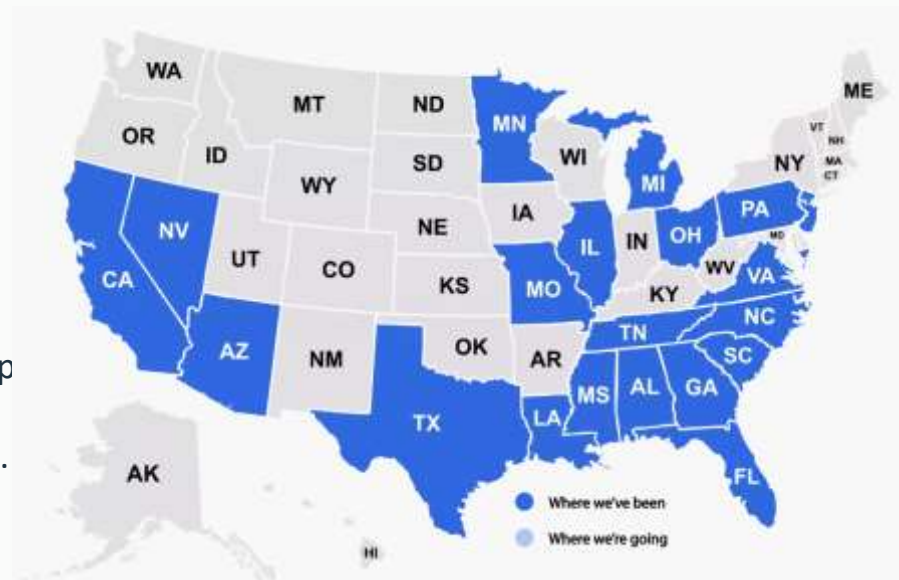 WA
ME
MT
ND
VT
MN
OR
NH
ID
WI
SD
NY
MA
CT
WY
MI
IA
PA
NE
NV
OH
IL
IN
MD
UT
CO
WV
VA
CA
KS
MO
KY
NC
TN
OK
AZ
AR
SC
NM
p
MS
AL
GA
LA
TX
.
AK
FL
Where we've been
Where we're going
HI